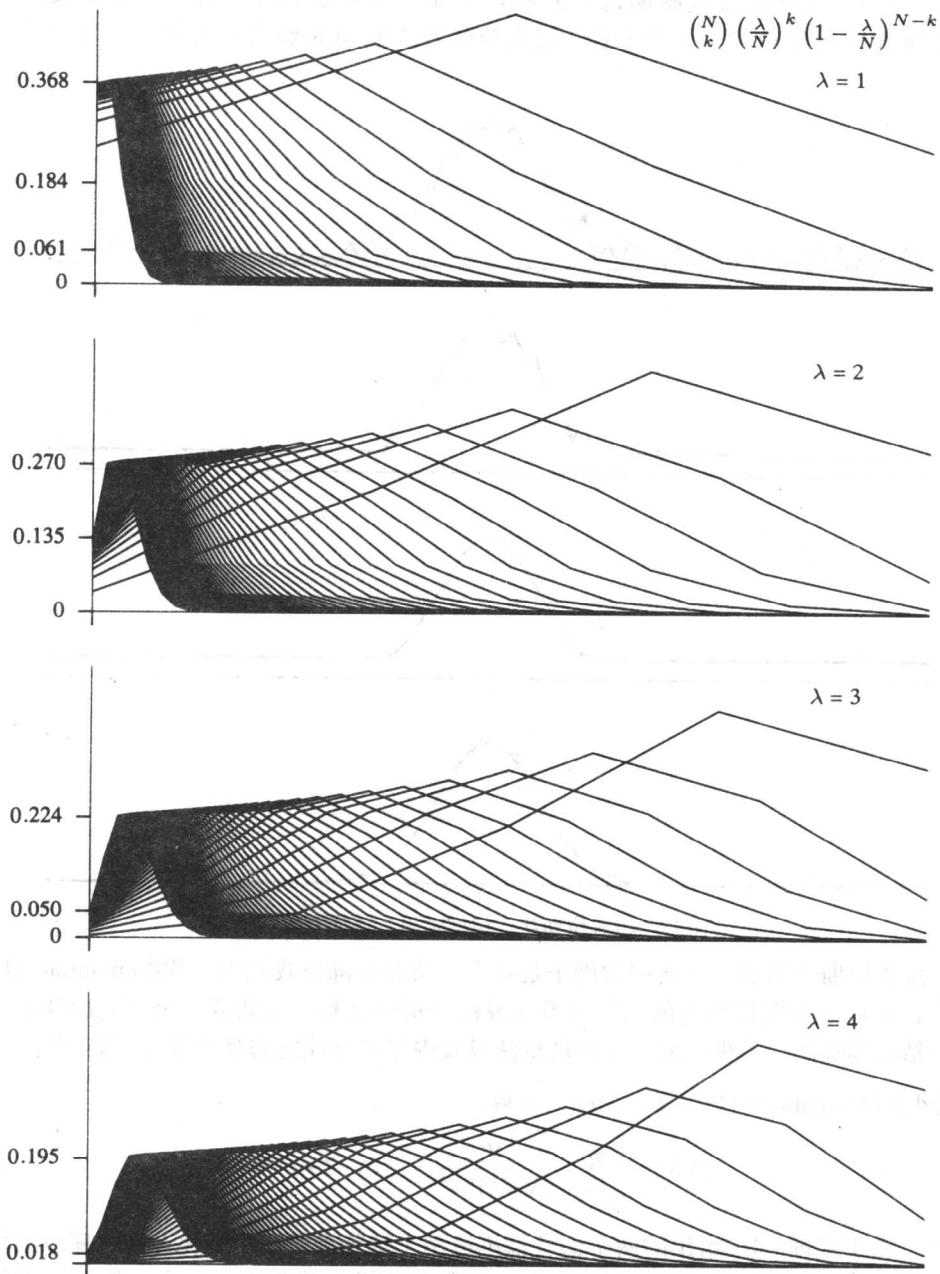 $\binom{N}{k} \left(\frac{\lambda}{N}\right)^k \left(1 - \frac{\lambda}{N}\right)^{N-k}$
λ = 1
0.368
0.184
0.061
0
λ = 2
0.270
0.135
0
λ = 3
0.224
0.050
0
λ = 4
0.195
0.018